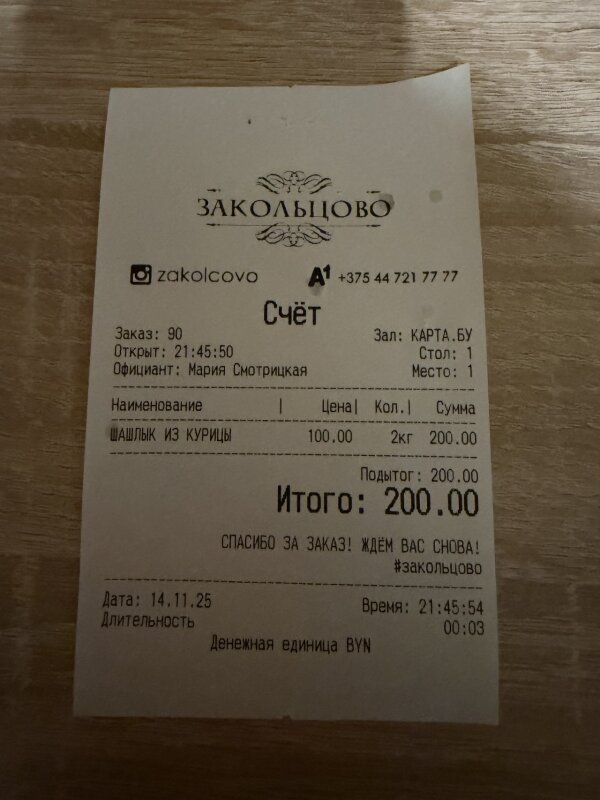 ЗАКОЛЬЦОВО
zakolcovo A1 +375 44 721 77 77
Счёт
Заказ: 90 Зал: КАРТА.БУ
Открыт: 21:45:50 Стол: 1
Официант: Мария Смотрицкая Место: 1
Наименование | Цена| Кол.| Сумма
ШАШЛЫК ИЗ КУРИЦЫ 100.00 2кг 200.00
Подытог: 200.00
Итого: 200.00
СПАСИБО ЗА ЗАКАЗ! ЖДЁМ ВАС СНОВА!
#закольцово
Дата: 14.11.25 Время: 21:45:54
Длительность 00:03
Денежная единица BYN